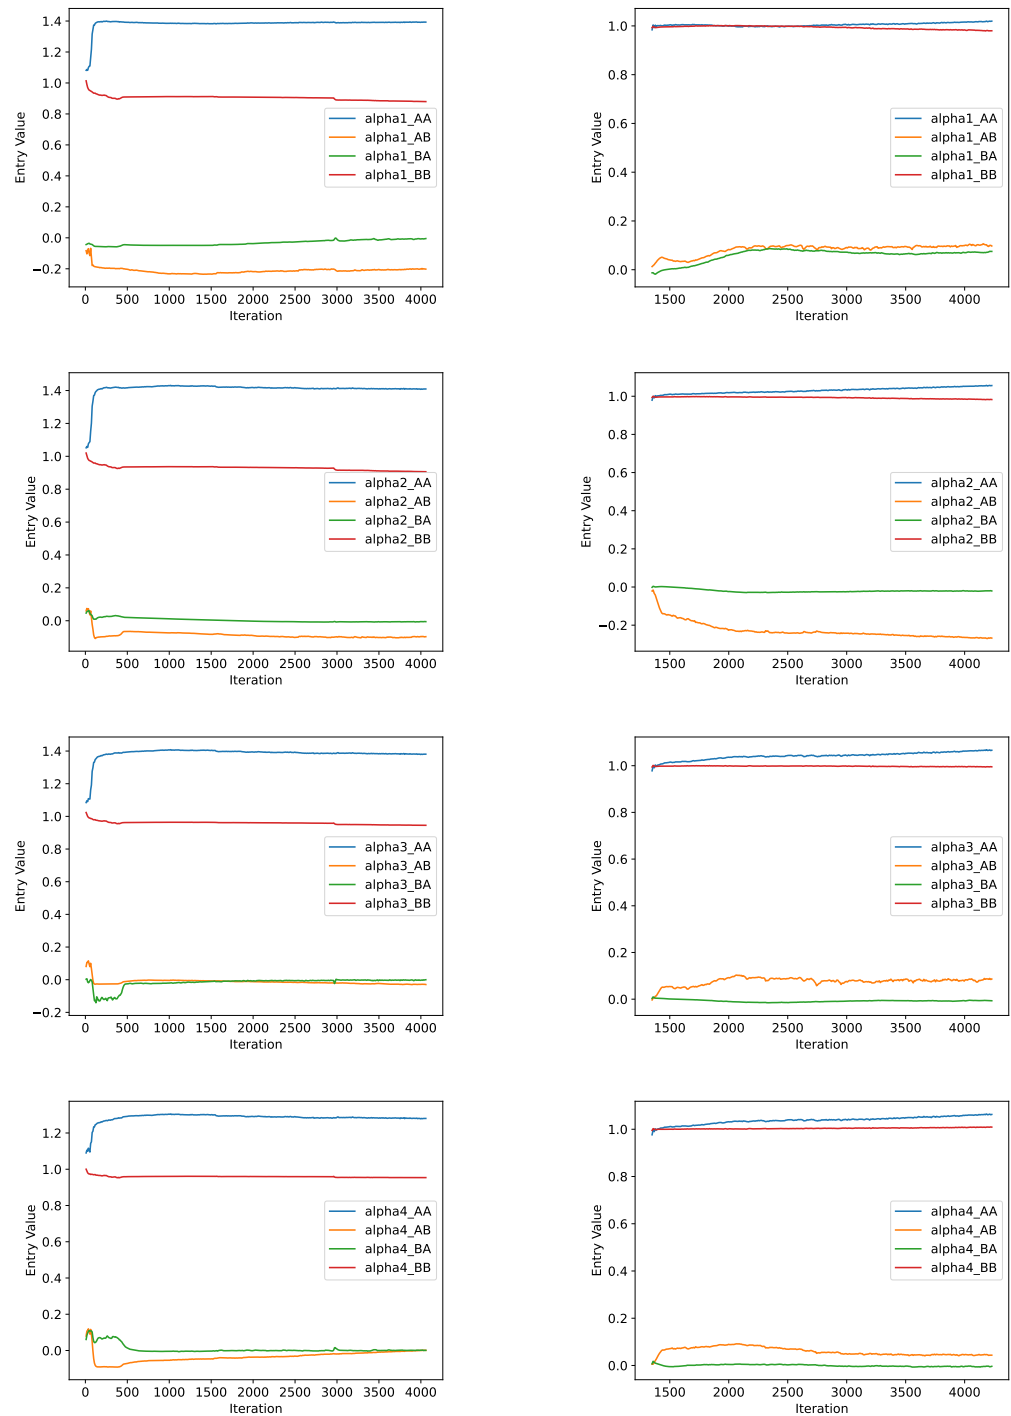 1.4
1.2
1.0
0.8
0.6
0.4
0.2
0.0
−0.2
Entry Value
alpha1_AA
alpha1_AB
alpha1_BA
alpha1_BB
0 500 1000 1500 2000 2500 3000 3500 4000
Iteration
1.0
0.8
0.6
0.4
0.2
0.0
Entry Value
alpha1_AA
alpha1_AB
alpha1_BA
alpha1_BB
1500 2000 2500 3000 3500 4000
Iteration
1.4
1.2
1.0
0.8
0.6
0.4
0.2
0.0
Entry Value
alpha2_AA
alpha2_AB
alpha2_BA
alpha2_BB
0 500 1000 1500 2000 2500 3000 3500 4000
Iteration
1.0
0.8
0.6
0.4
0.2
0.0
−0.2
Entry Value
alpha2_AA
alpha2_AB
alpha2_BA
alpha2_BB
1500 2000 2500 3000 3500 4000
Iteration
1.4
1.2
1.0
0.8
0.6
0.4
0.2
0.0
−0.2
Entry Value
alpha3_AA
alpha3_AB
alpha3_BA
alpha3_BB
0 500 1000 1500 2000 2500 3000 3500 4000
Iteration
1.0
0.8
0.6
0.4
0.2
0.0
Entry Value
alpha3_AA
alpha3_AB
alpha3_BA
alpha3_BB
1500 2000 2500 3000 3500 4000
Iteration
1.2
1.0
0.8
0.6
0.4
0.2
0.0
Entry Value
alpha4_AA
alpha4_AB
alpha4_BA
alpha4_BB
0 500 1000 1500 2000 2500 3000 3500 4000
Iteration
1.0
0.8
0.6
0.4
0.2
0.0
Entry Value
alpha4_AA
alpha4_AB
alpha4_BA
alpha4_BB
1500 2000 2500 3000 3500 4000
Iteration